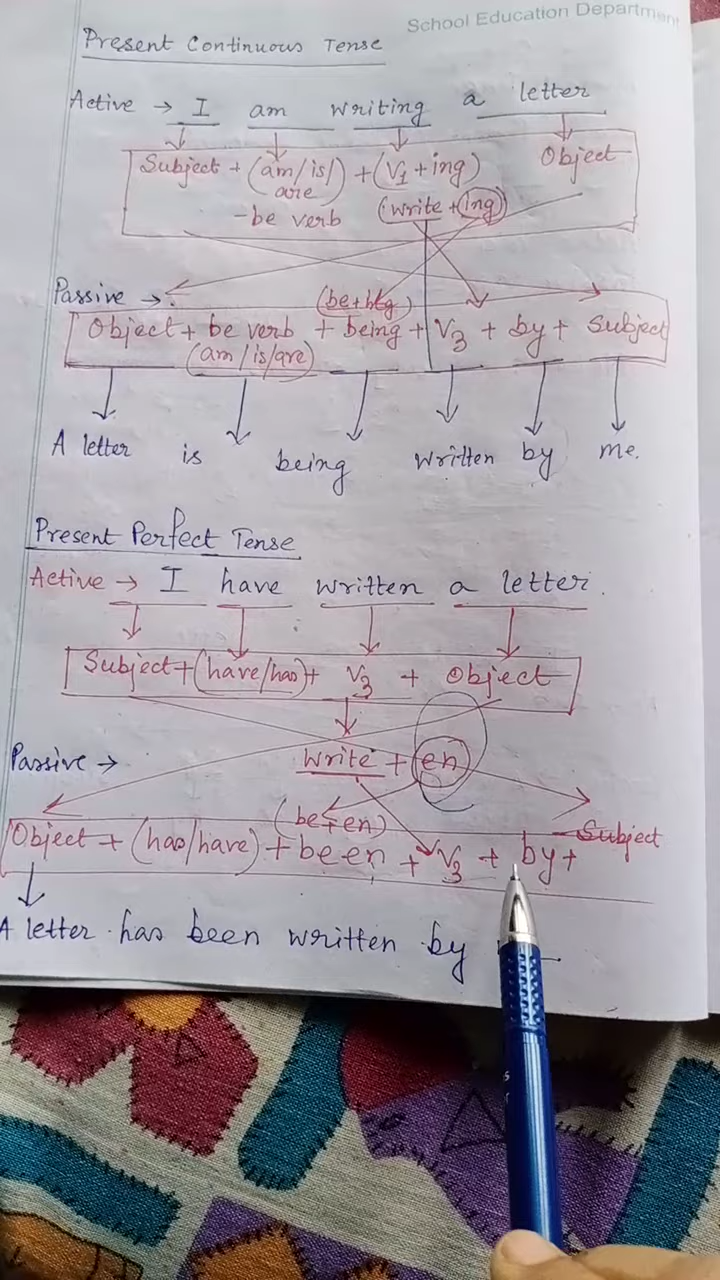 School Education Department
Present Continuous Tense
Active → I am writing a letter
Subject + (am/is/are) + (V1 + ing) Object
- be verb (write + ing)
Passive →
(be + ing)
Object + be verb + being + V3 + by + Subject
(am/is/are)
A letter is being written by me.
Present Perfect Tense
Active → I have written a letter.
Subject + (have/has) + V3 + Object
Passive → write + en
(be + en)
Object + (has/have) + been + V3 + by + Subject
A letter has been written by